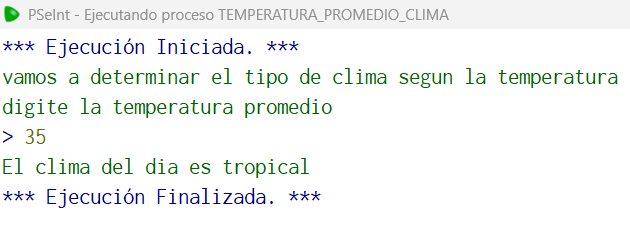 PSeInt - Ejecutando proceso TEMPERATURA_PROMEDIO_CLIMA
*** Ejecución Iniciada. ***
vamos a determinar el tipo de clima segun la temperatura
digite la temperatura promedio
> 35
El clima del dia es tropical
*** Ejecución Finalizada. ***